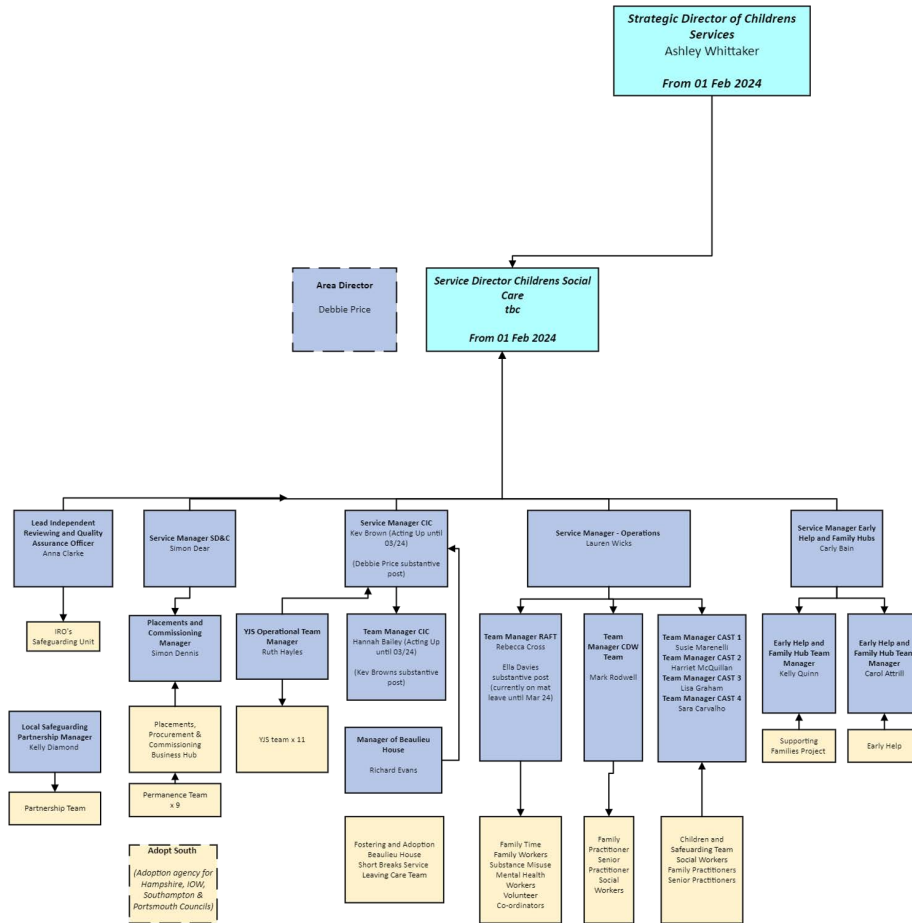 Strategic Director of Childrens
Services
Ashley Whittaker
From 01 Feb 2024
Area Director
Debbie Price
Service Director Childrens Social
Care
tbc
From 01 Feb 2024
Lead Independent
Reviewing and Quality
Assurance Officer
Anna Clarke
Service Manager SD&C
Simon Dear
Service Manager CIC
Kev Brown (Acting Up until
03/24)
(Debbie Price substantive
post)
Service Manager - Operations
Lauren Wicks
Service Manager Early
Help and Family Hubs
Carly Bain
IRO's
Safeguarding Unit
Placements and
Commissioning
Manager
Simon Dennis
YJS Operational Team
Manager
Ruth Hayles
Team Manager CIC
Hannah Bailey (Acting Up
until 03/24)
(Kev Browns substantive
post)
Team Manager RAFT
Rebecca Cross
Ella Davies
substantive post
(currently on mat
leave until Mar 24)
Team
Manager CDW
Team
Mark Rodwell
Team Manager CAST 1
Susie Marenelli
Team Manager CAST 2
Harriet McQuillan
Team Manager CAST 3
Lisa Graham
Team Manager CAST 4
Sara Carvalho
Early Help and
Family Hub Team
Manager
Kelly Quinn
Early Help and
Family Hub Team
Manager
Carol Attrill
Local Safeguarding
Partnership Manager
Kelly Diamond
Placements,
Procurement &
Commissioning
Business Hub
YJS team x 11
Manager of Beaulieu
House
Richard Evans
Supporting
Families Project
Early Help
Partnership Team
Permanence Team
x 9
Adopt South
(Adoption agency for
Hampshire, IOW,
Southampton &
Portsmouth Councils)
Fostering and Adoption
Beaulieu House
Short Breaks Service
Leaving Care Team
Family Time
Family Workers
Substance Misuse
Mental Health
Workers
Volunteer
Co-ordinators
Family
Practitioner
Senior
Practitioner
Social
Workers
Children and
Safeguarding Team
Social Workers
Family Practitioners
Senior Practitioners